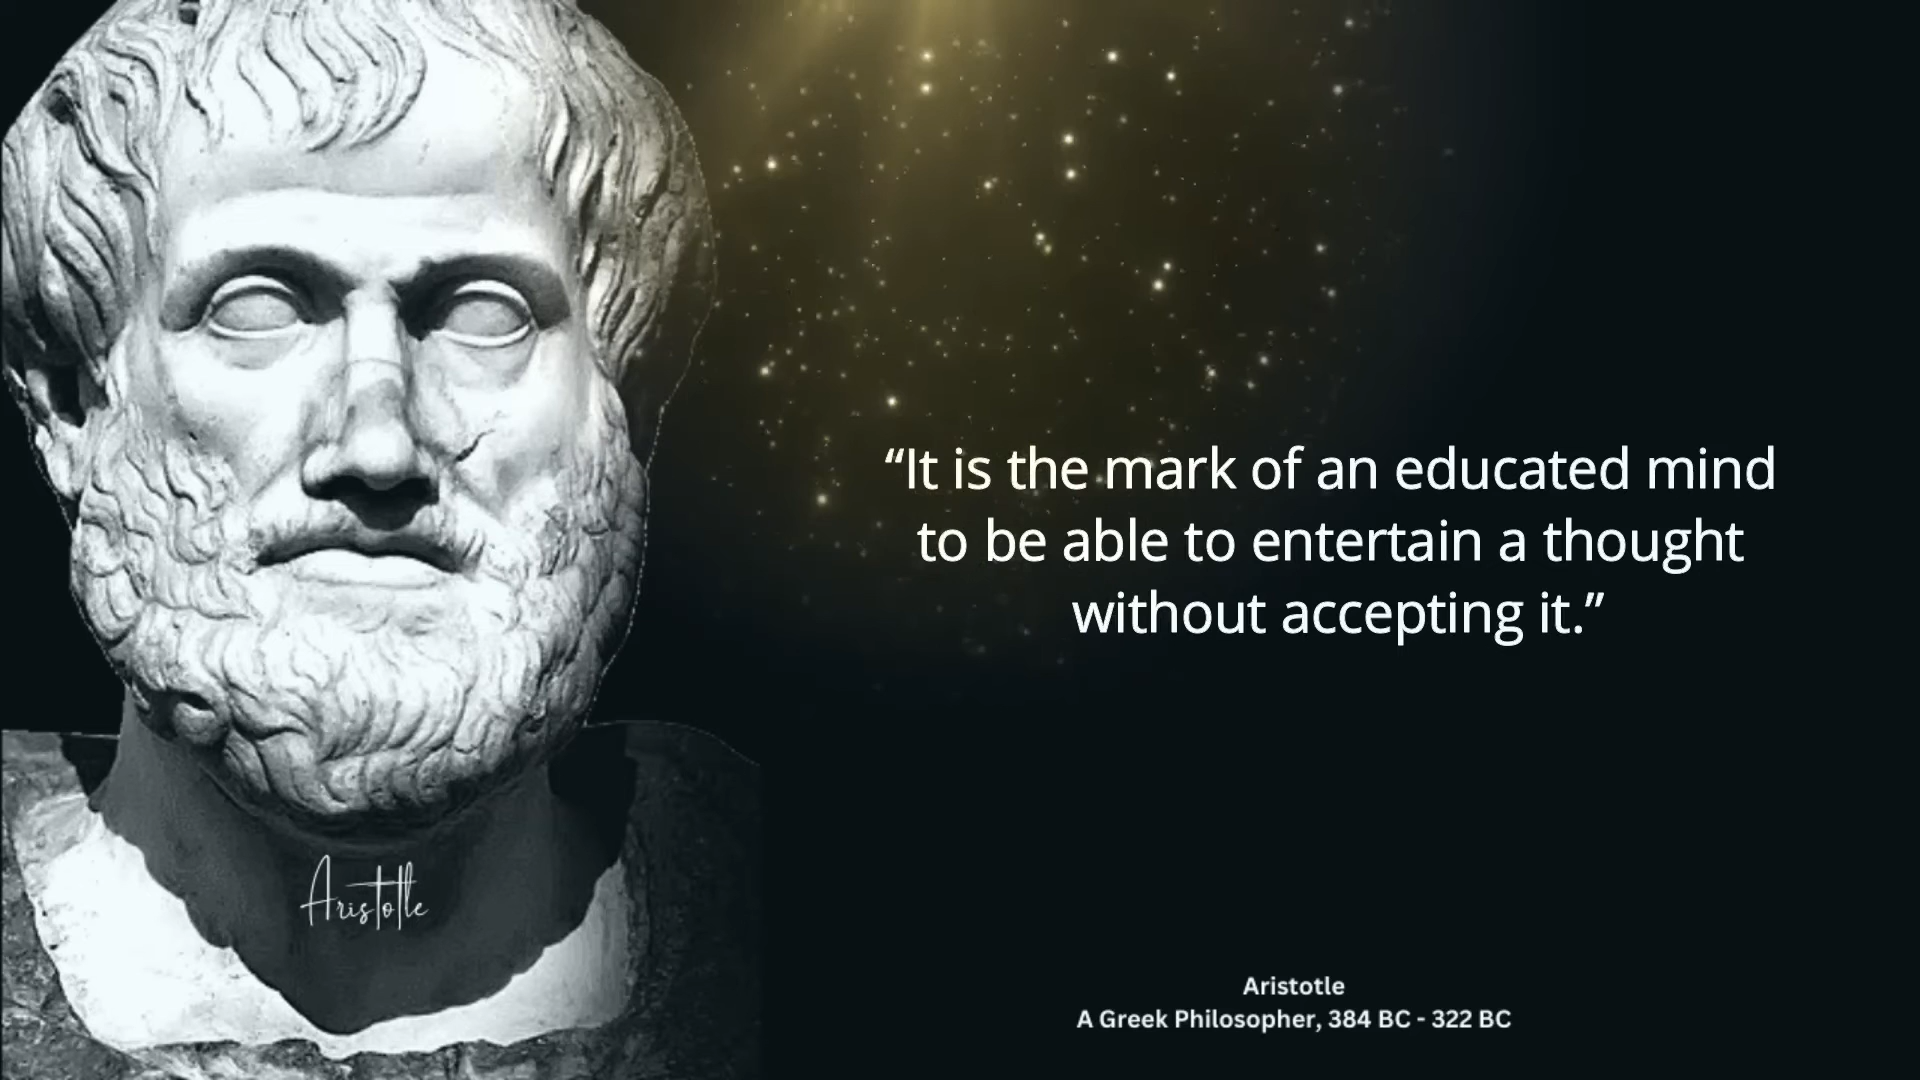 “It is the mark of an educated mind
to be able to entertain a thought
without accepting it.”
Aristotle
Aristotle
A Greek Philosopher, 384 BC - 322 BC